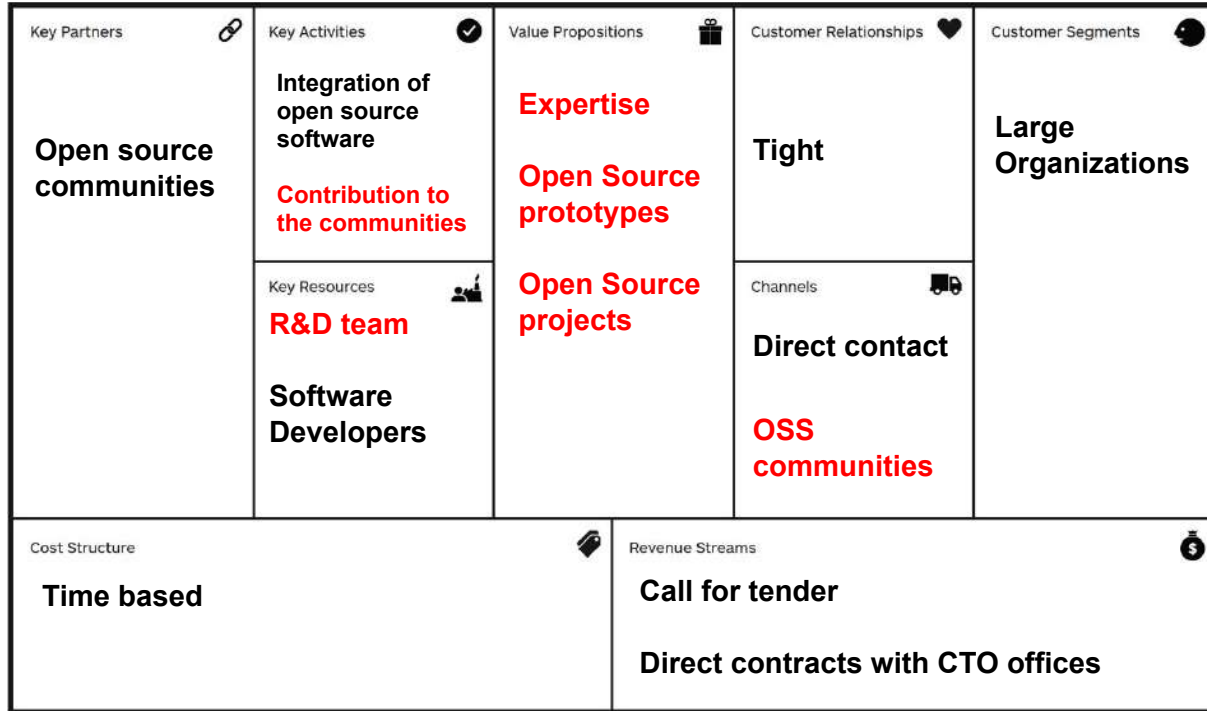 Key Partners
Open source
communities
Key Activities
Integration of
open source
software
Contribution to
the communities
Key Resources
R&D team
Software
Developers
Value Propositions
Expertise
Open Source
prototypes
Open Source
projects
Customer Relationships
Tight
Channels
Direct contact
OSS
communities
Customer Segments
Large
Organizations
Cost Structure
Time based
Revenue Streams
$
Call for tender
Direct contracts with CTO offices